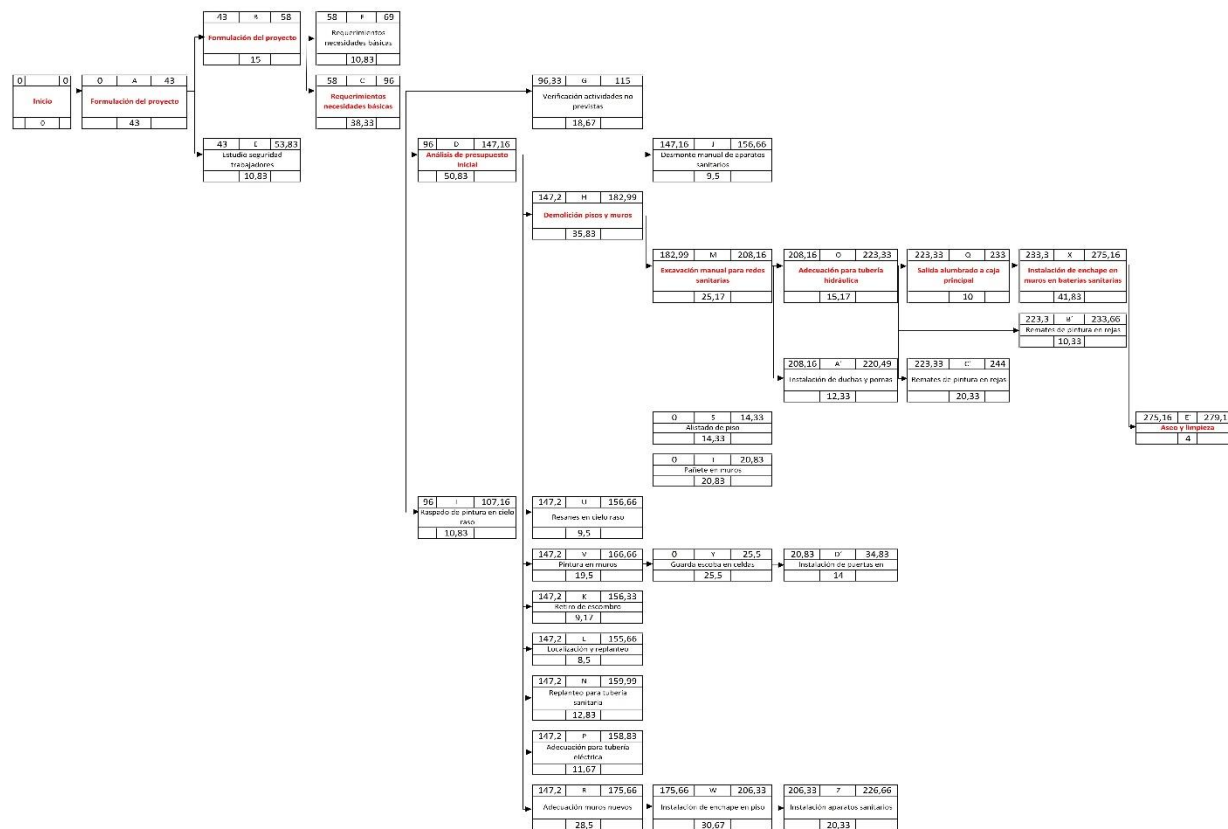 43 B 58
Formulación del proyecto
15
58 F 69
Requerimientos
necesidades básicas
10,83
0 0
Inicio
0
0 A 43
Formulación del proyecto
43
58 C 96
Requerimientos
necesidades básicas
38,33
96,33 G 115
Verificación actividades no
previstas
18,67
43 E 53,83
Estudio seguridad
trabajadores
10,83
96 D 147,16
Análisis de presupuesto
inicial
50,83
147,16 J 156,66
Desmonte manual de aparatos
sanitarios
9,5
147,2 H 182,99
Demolición pisos y muros
35,83
182,99 M 208,16
Excavación manual para redes
sanitarias
25,17
208,16 O 223,33
Adecuación para tubería
hidráulica
15,17
223,33 Q 233
Salida alumbrado a caja
principal
10
233,3 X 275,16
Instalación de enchape en
muros en baterías sanitarias
41,83
223,3 B´ 233,66
Remates de pintura en rejas
10,33
208,16 A´ 220,49
Instalación de duchas y pomas
12,33
223,33 C´ 244
Remates de pintura en rejas
20,33
0 S 14,33
Alistado de piso
14,33
275,16 E´ 279,1
Aseo y limpieza
4
0 T 20,83
Pañete en muros
20,83
96 I 107,16
Raspado de pintura en cielo
raso
10,83
147,2 U 156,66
Resanes en cielo raso
9,5
147,2 V 166,66
Pintura en muros
19,5
0 Y 25,5
Guarda escoba en celdas
25,5
20,83 D´ 34,83
Instalación de puertas en
14
147,2 K 156,33
Retiro de escombro
9,17
147,2 L 155,66
Localización y replanteo
8,5
147,2 N 159,99
Replanteo para tubería
sanitaria
12,83
147,2 P 158,83
Adecuación para tubería
eléctrica
11,67
147,2 R 175,66
Adecuación muros nuevos
28,5
175,66 W 206,33
Instalación de enchape en piso
30,67
206,33 Z 226,66
Instalación aparatos sanitarios
20,33